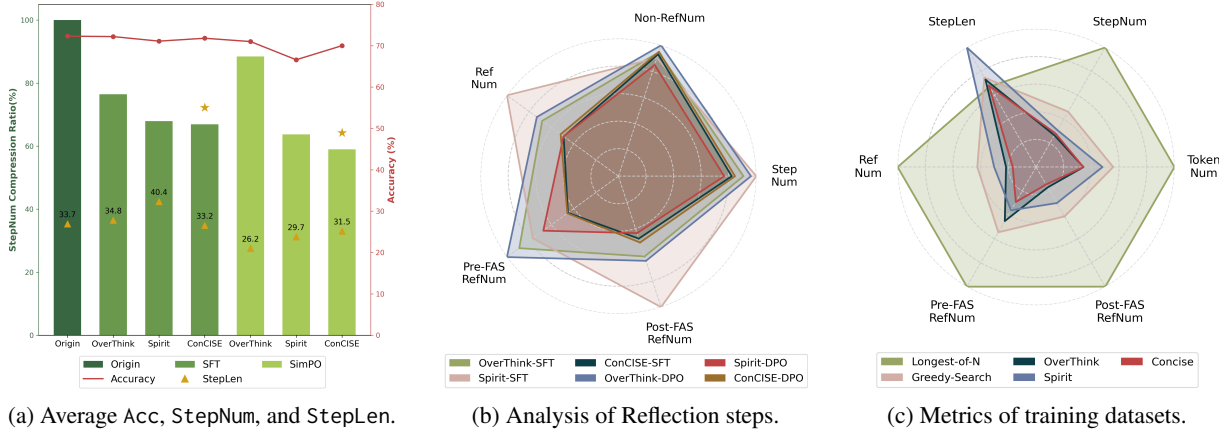 StepNum Compression Ratio(%)
100
80
60
40
20
0
33.7
34.8
40.4
33.2
26.2
29.7
31.5
80
70
60
50
40
30
20
10
0
Accuracy (%)
Origin OverThink Spirit ConCISE OverThink Spirit ConCISE
Origin SFT SimPO
Accuracy StepLen
(a) Average Acc, StepNum, and StepLen.
Non-RefNum
Ref
Num
Step
Num
Pre-FAS
RefNum
Post-FAS
RefNum
OverThink-SFT ConCISE-SFT Spirit-DPO
Spirit-SFT OverThink-DPO ConCISE-DPO
(b) Analysis of Reflection steps.
StepLen
StepNum
Ref
Num
Token
Num
Pre-FAS
RefNum
Post-FAS
RefNum
Longest-of-N OverThink Concise
Greedy-Search Spirit
(c) Metrics of training datasets.